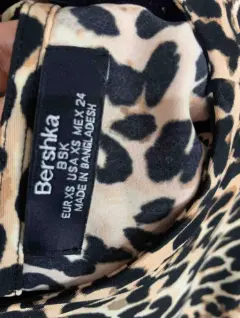 Bershka
BSK
EUR XS USA XS MEX 24
MADE IN BANGLADESH